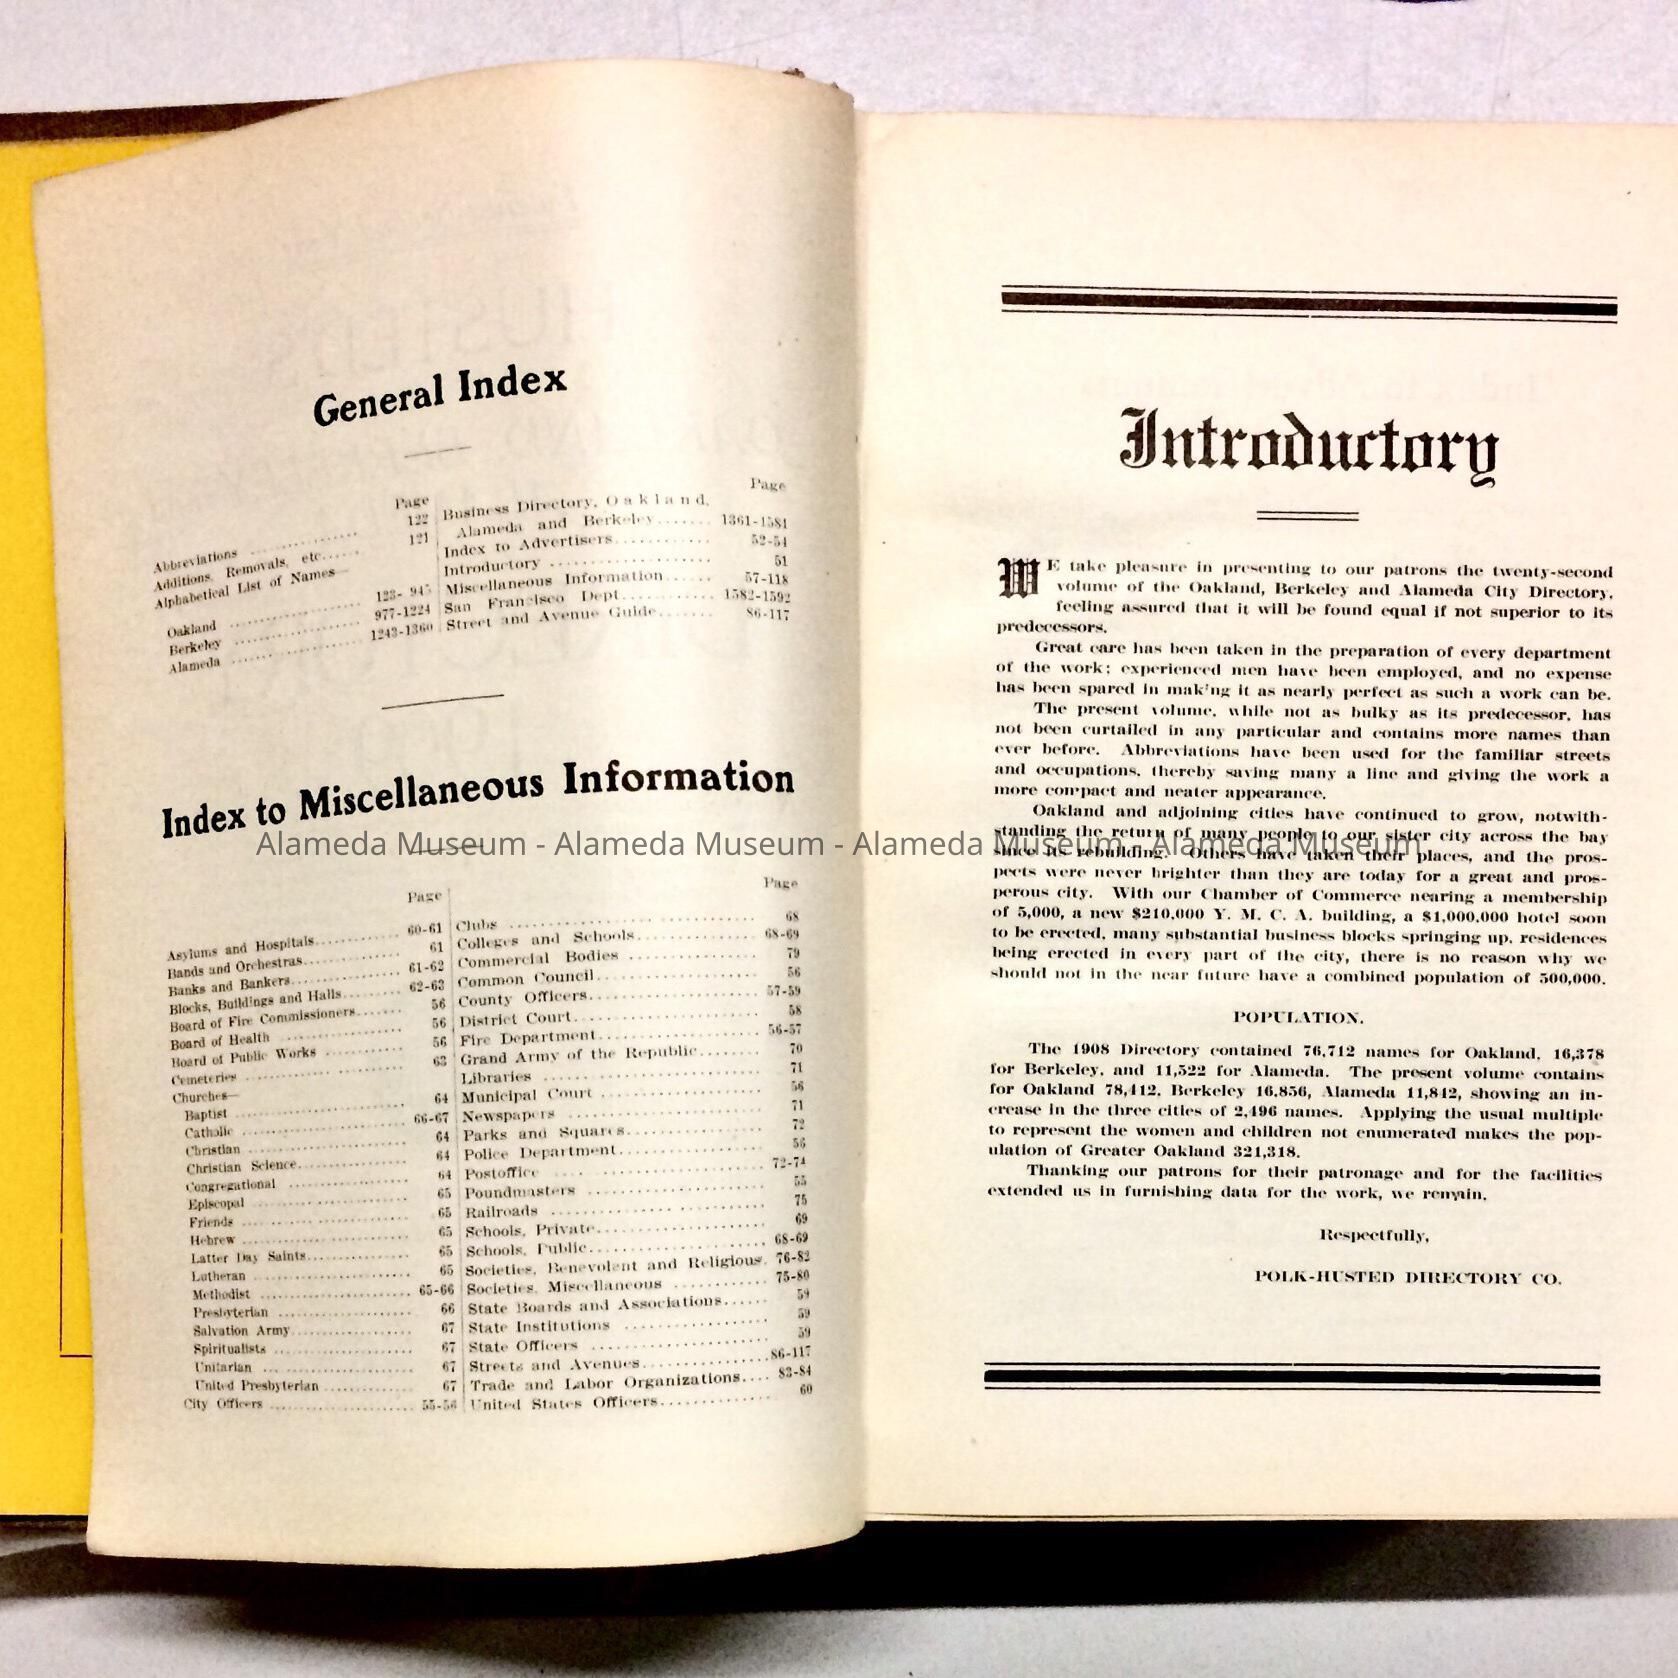 General Index
Page
Abbreviations 122
Additions, Removals, etc. 121
Alphabetical List of Names—
Oakland 123- 945
Berkeley 977-1224
Alameda 1243-1360
Page
Business Directory, Oakland,
Alameda and Berkeley 1361-1581
Index to Advertisers 52-54
Introductory 51
Miscellaneous Information 57-118
San Francisco Dept. 1582-1592
Street and Avenue Guide 86-117
Index to Miscellaneous Information
Page
Asylums and Hospitals 60-61
Bands and Orchestras 61
Banks and Bankers 61-62
Blocks, Buildings and Halls 62-63
Board of Fire Commissioners 56
Board of Health 56
Board of Public Works 56
Cemeteries 63
Churches—
Baptist 64
Catholic 66-67
Christian 64
Christian Science 64
Congregational 64
Episcopal 65
Friends 65
Hebrew 65
Latter Day Saints 65
Lutheran 65
Methodist 65-66
Presbyterian 66
Salvation Army 67
Spiritualists 67
Unitarian 67
United Presbyterian 67
City Officers 55-56
Page
Clubs 68
Colleges and Schools 68-69
Commercial Bodies 79
Common Council 56
County Officers 57-59
District Court 58
Fire Department 56-57
Grand Army of the Republic 70
Libraries 71
Municipal Court 56
Newspapers 71
Parks and Squares 72
Police Department 56
Postoffice 72-74
Poundmasters 55
Railroads 75
Schools, Private 69
Schools, Public 68-69
Societies, Benevolent and Religious 76-82
Societies, Miscellaneous 75-80
State Boards and Associations 59
State Institutions 59
State Officers 59
Streets and Avenues 86-117
Trade and Labor Organizations 83-84
United States Officers 60
Introductory
WE take pleasure in presenting to our patrons the twenty-second
volume of the Oakland, Berkeley and Alameda City Directory,
feeling assured that it will be found equal if not superior to its
predecessors.
Great care has been taken in the preparation of every department
of the work; experienced men have been employed, and no expense
has been spared in making it as nearly perfect as such a work can be.
The present volume, while not as bulky as its predecessor, has
not been curtailed in any particular and contains more names than
ever before. Abbreviations have been used for the familiar streets
and occupations, thereby saving many a line and giving the work a
more compact and neater appearance.
Oakland and adjoining cities have continued to grow, notwith-
standing the return of many people to our sister city across the bay
since its rebuilding. Others have taken their places, and the pros-
pects were never brighter than they are today for a great and pros-
perous city. With our Chamber of Commerce nearing a membership
of 5,000, a new $210,000 Y. M. C. A. building, a $1,000,000 hotel soon
to be erected, many substantial business blocks springing up, residences
being erected in every part of the city, there is no reason why we
should not in the near future have a combined population of 500,000.
POPULATION.
The 1908 Directory contained 76,712 names for Oakland, 16,378
for Berkeley, and 11,522 for Alameda. The present volume contains
for Oakland 78,412, Berkeley 16,856, Alameda 11,842, showing an in-
crease in the three cities of 2,496 names. Applying the usual multiple
to represent the women and children not enumerated makes the pop-
ulation of Greater Oakland 321,318.
Thanking our patrons for their patronage and for the facilities
extended us in furnishing data for the work, we remain,
Respectfully,
POLK-HUSTED DIRECTORY CO.
Alameda Museum - Alameda Museum - Alameda Museum - Alameda Museum